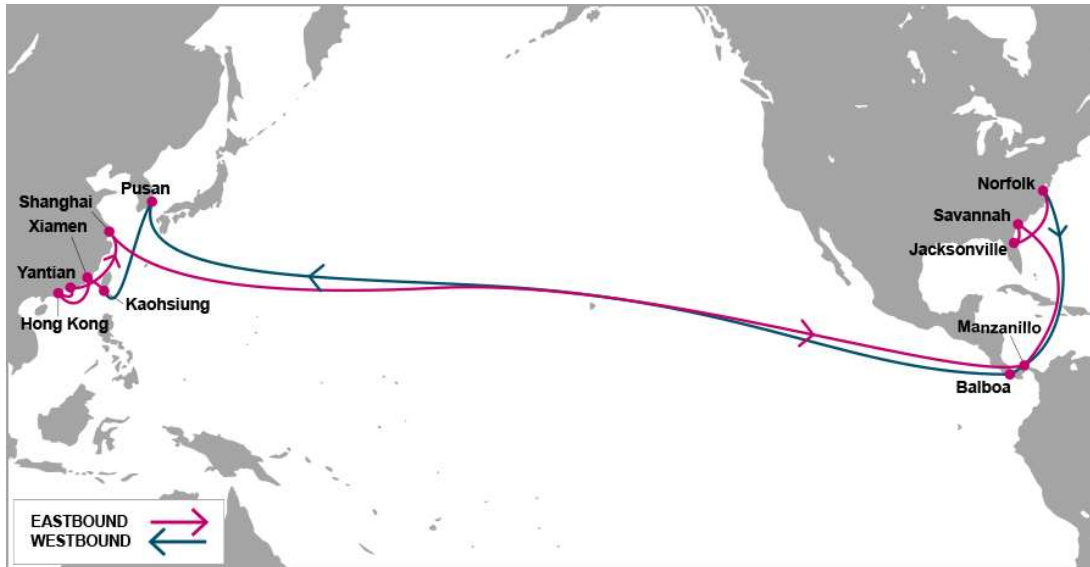 Pusan
Shanghai
Xiamen
Yantian
Kaohsiung
Hong Kong
Norfolk
Savannah
Jacksonville
Manzanillo
Balboa
EASTBOUND
WESTBOUND